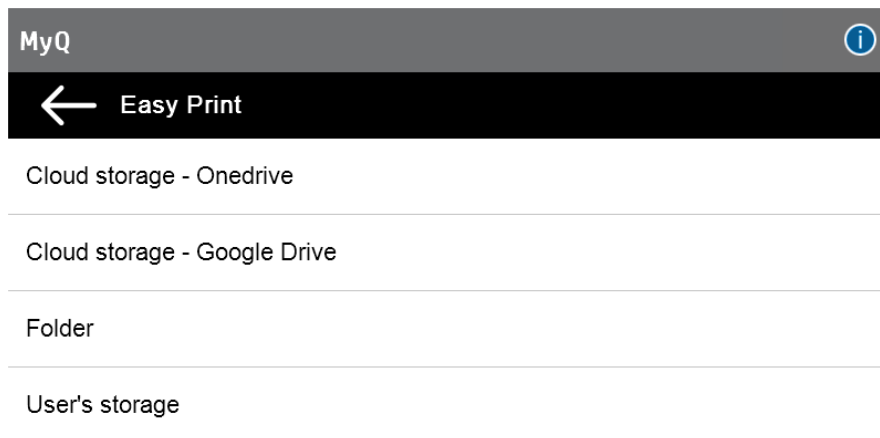 MyQ
Easy Print
Cloud storage - Onedrive
Cloud storage - Google Drive
Folder
User's storage